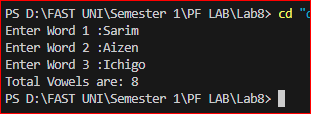 PS D:\FAST UNI\Semester 1\PF LAB\Lab8> cd "d
Enter Word 1 :Sarim
Enter Word 2 :Aizen
Enter Word 3 :Ichigo
Total Vowels are: 8
PS D:\FAST UNI\Semester 1\PF LAB\Lab8>